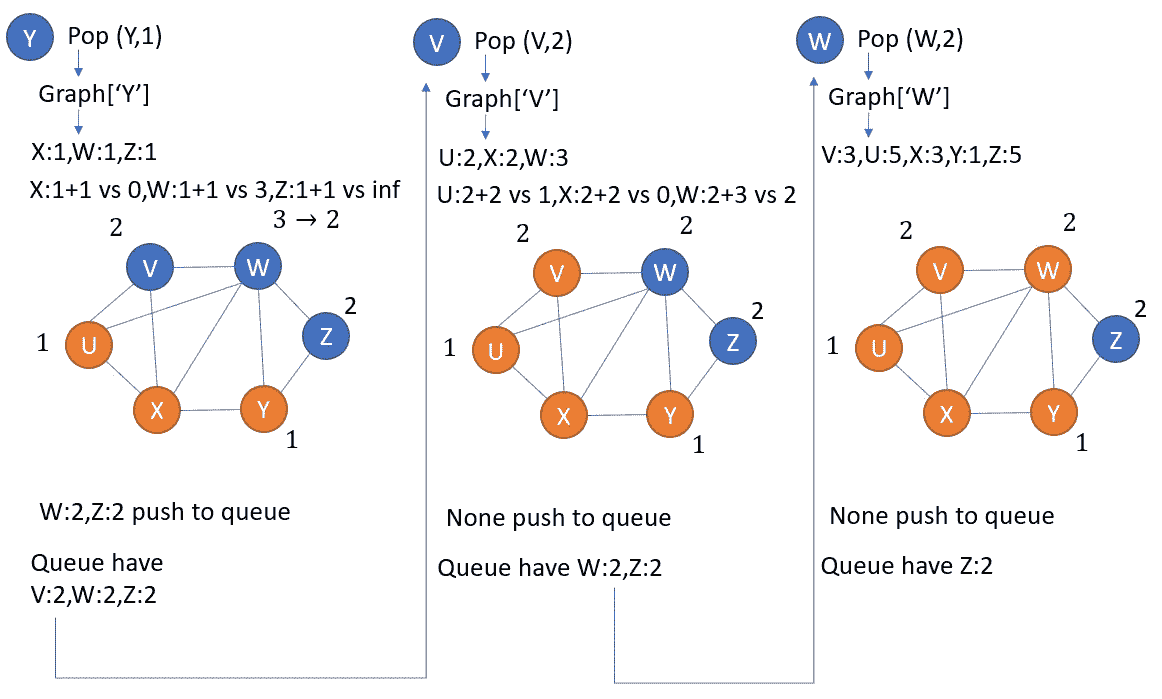 Y Pop (Y,1)
Graph[‘Y’]
X:1,W:1,Z:1
X:1+1 vs 0,W:1+1 vs 3,Z:1+1 vs inf
2
3 → 2
V
W
2
Z
1
U
X
Y
1
W:2,Z:2 push to queue
Queue have
V:2,W:2,Z:2
V Pop (V,2)
Graph[‘V’]
U:2,X:2,W:3
U:2+2 vs 1,X:2+2 vs 0,W:2+3 vs 2
2
2
V
W
2
Z
1
U
X
Y
1
None push to queue
Queue have W:2,Z:2
W Pop (W,2)
Graph[‘W’]
V:3,U:5,X:3,Y:1,Z:5
2
2
V
W
2
Z
1
U
X
Y
1
None push to queue
Queue have Z:2